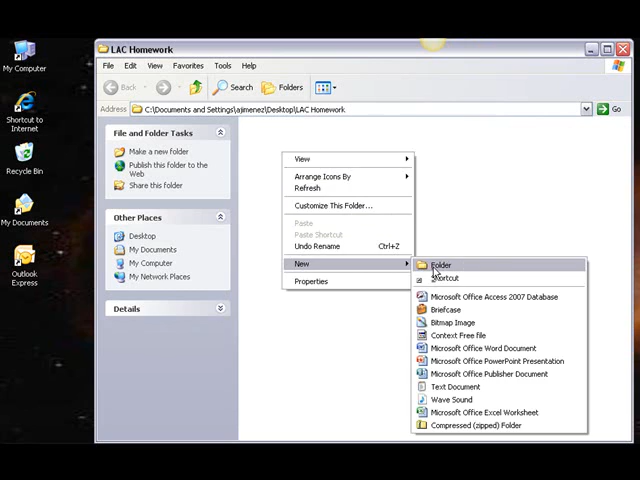 My Computer
Shortcut to
Internet
Recycle Bin
My Documents
Outlook
Express
LAC Homework
File Edit View Favorites Tools Help
Back Search Folders
Address C:\Documents and Settings\ajimenez\Desktop\LAC Homework Go
File and Folder Tasks
Make a new folder
Publish this folder to the
Web
Share this folder
Other Places
Desktop
My Documents
My Computer
My Network Places
Details
View
Arrange Icons By
Refresh
Customize This Folder...
Paste
Paste Shortcut
Undo Rename Ctrl+Z
New
Properties
Folder
Shortcut
Microsoft Office Access 2007 Database
Briefcase
Bitmap Image
Context Free file
Microsoft Office Word Document
Microsoft Office PowerPoint Presentation
Microsoft Office Publisher Document
Text Document
Wave Sound
Microsoft Office Excel Worksheet
Compressed (zipped) Folder